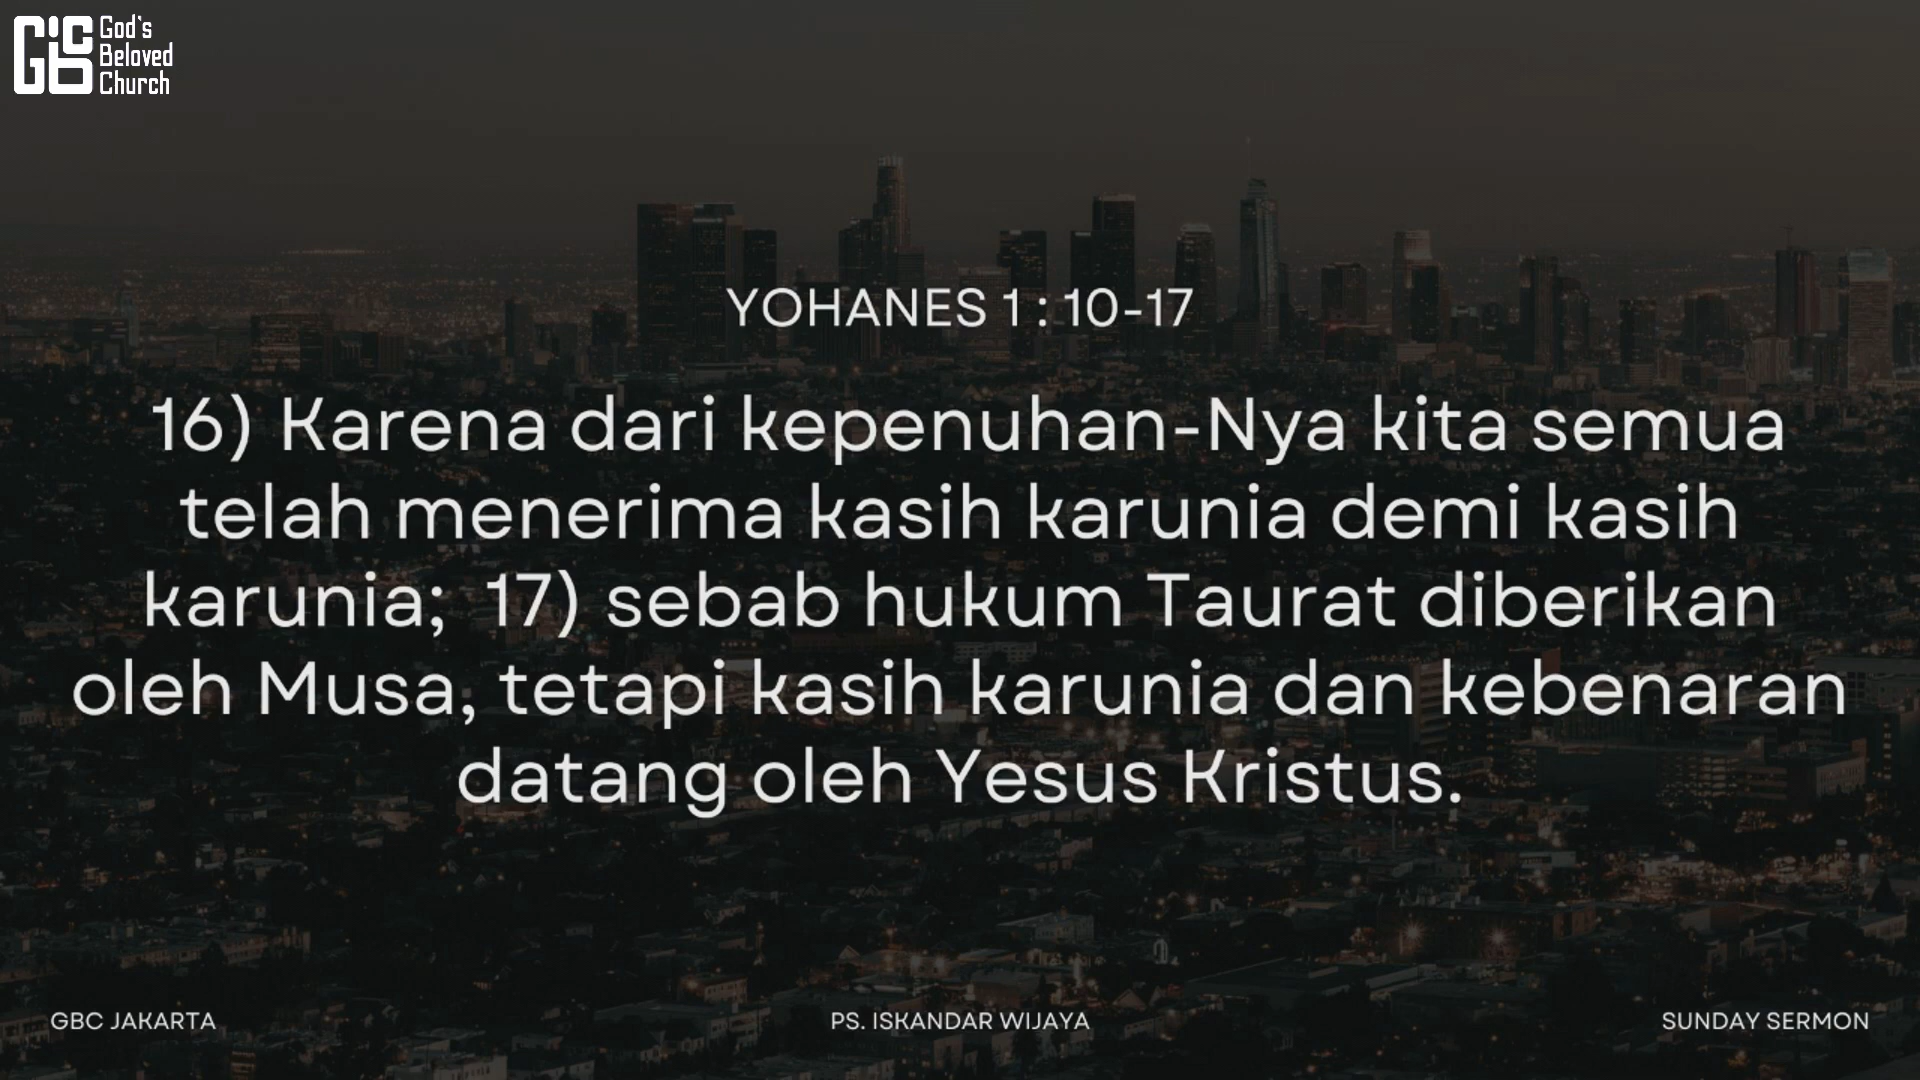 GBC
God's
Beloved
Church
YOHANES 1 : 10-17
16) Karena dari kepenuhan-Nya kita semua
telah menerima kasih karunia demi kasih
karunia;  17) sebab hukum Taurat diberikan
oleh Musa, tetapi kasih karunia dan kebenaran
datang oleh Yesus Kristus.
GBC JAKARTA
PS. ISKANDAR WIJAYA
SUNDAY SERMON